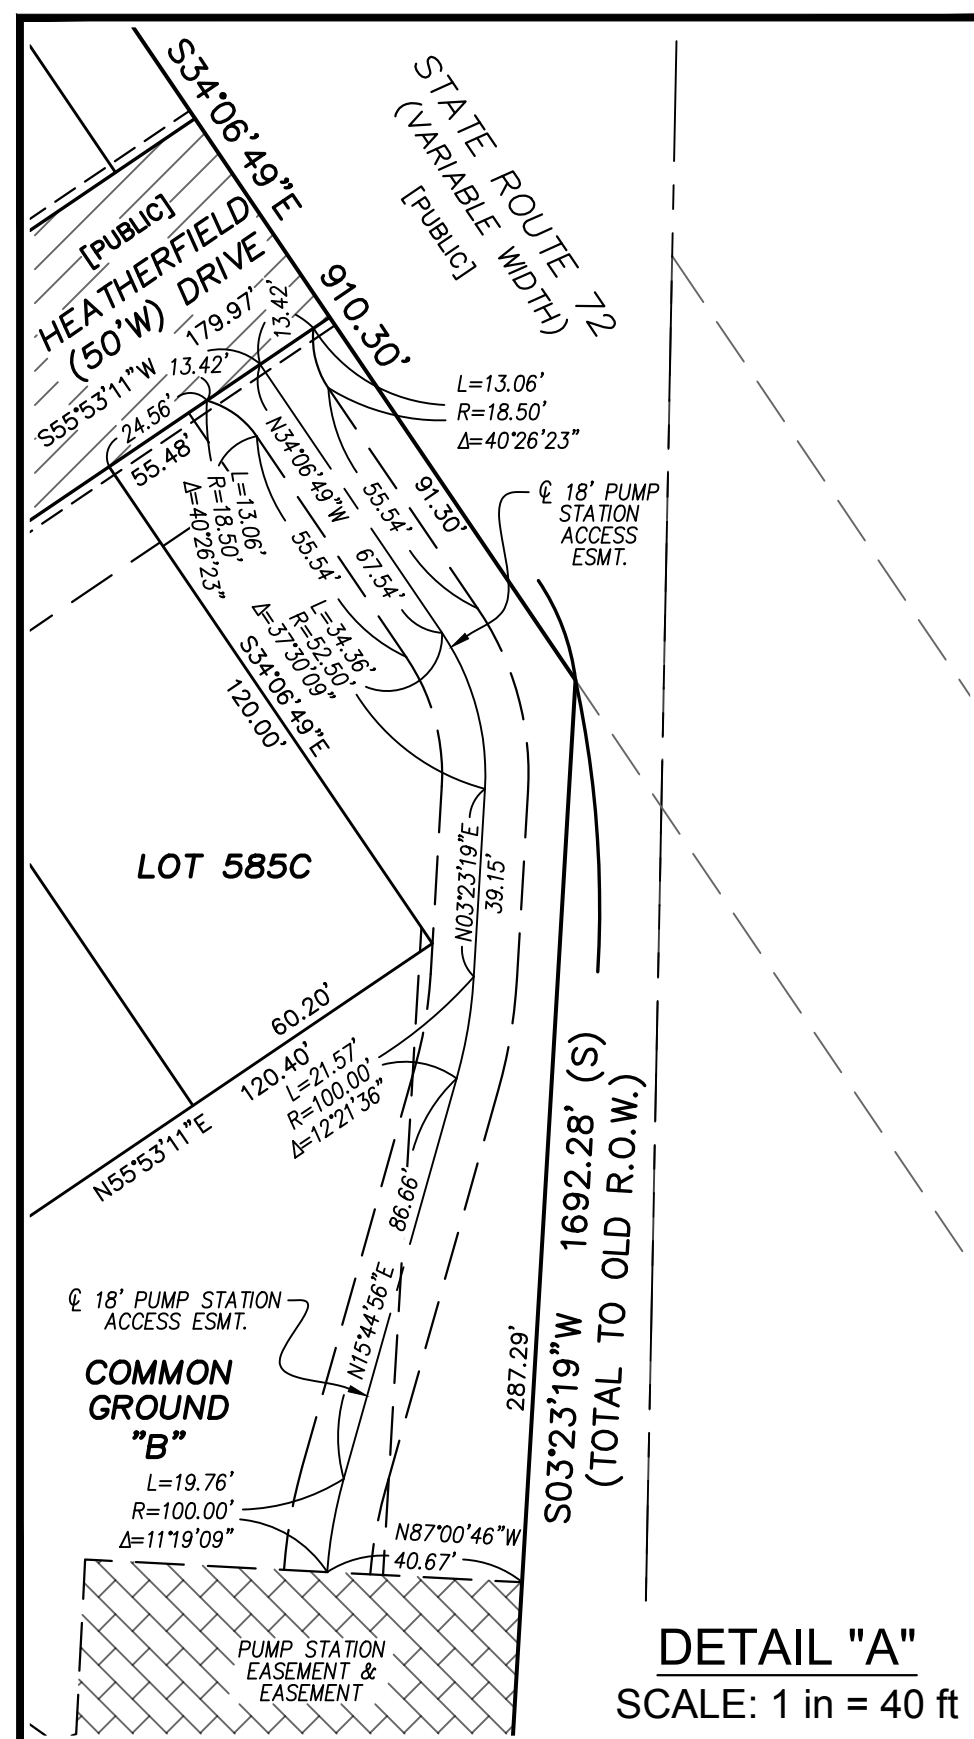 S34°06'49"E
910.30'
STATE ROUTE 72
(VARIABLE WIDTH)
[PUBLIC]
[PUBLIC]
HEATHERFIELD
(50'W) DRIVE
179.97'
13.42'
S55°53'11"W
13.42'
24.56'
55.48'
L=13.06'
R=18.50'
Δ=40°26'23"
L=13.06'
R=18.50'
Δ=40°26'23"
N34°06'49"W
67.54'
55.54'
55.54'
91.30'
℄ 18' PUMP
STATION
ACCESS
ESMT.
L=34.36'
R=52.50'
Δ=37°30'09"
S34°06'49"E
120.00'
LOT 585C
N03°23'19"E
39.15'
60.20'
120.40'
N55°53'11"E
L=21.57'
R=100.00'
Δ=12°21'36"
86.66'
N15°44'56"E
℄ 18' PUMP STATION
ACCESS ESMT.
COMMON
GROUND
"B"
287.29'
S03°23'19"W 1692.28' (S)
(TOTAL TO OLD R.O.W.)
L=19.76'
R=100.00'
Δ=11°19'09"
N87°00'46"W
40.67'
PUMP STATION
EASEMENT &
EASEMENT
DETAIL "A"
SCALE: 1 in = 40 ft